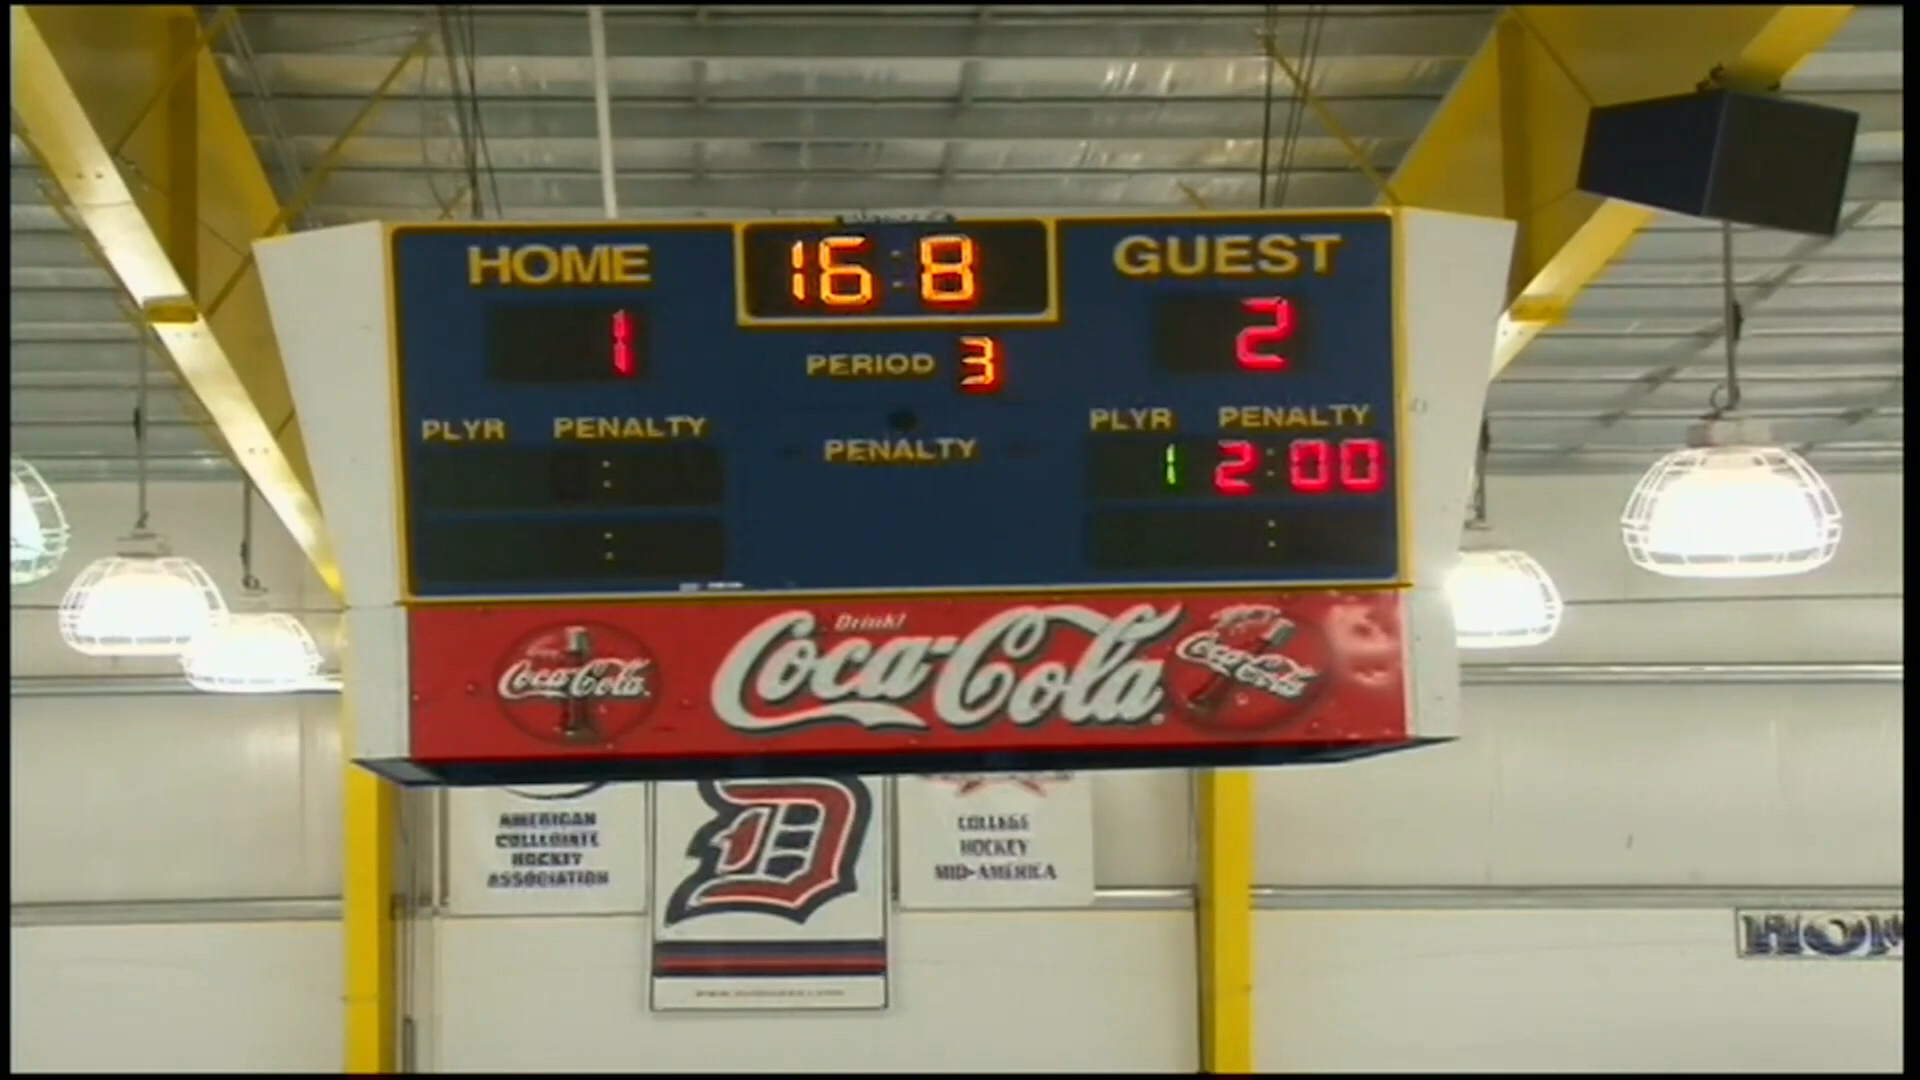 HOME
16:8
GUEST
1
PERIOD 3
2
PLYR PENALTY
PENALTY
PLYR PENALTY
1 2:00
Drink!
Coca-Cola
Coca-Cola
Coca-Cola
AMERICAN
COLLEGIATE
HOCKEY
ASSOCIATION
D
COLLEGE
HOCKEY
MID-AMERICA
HOM